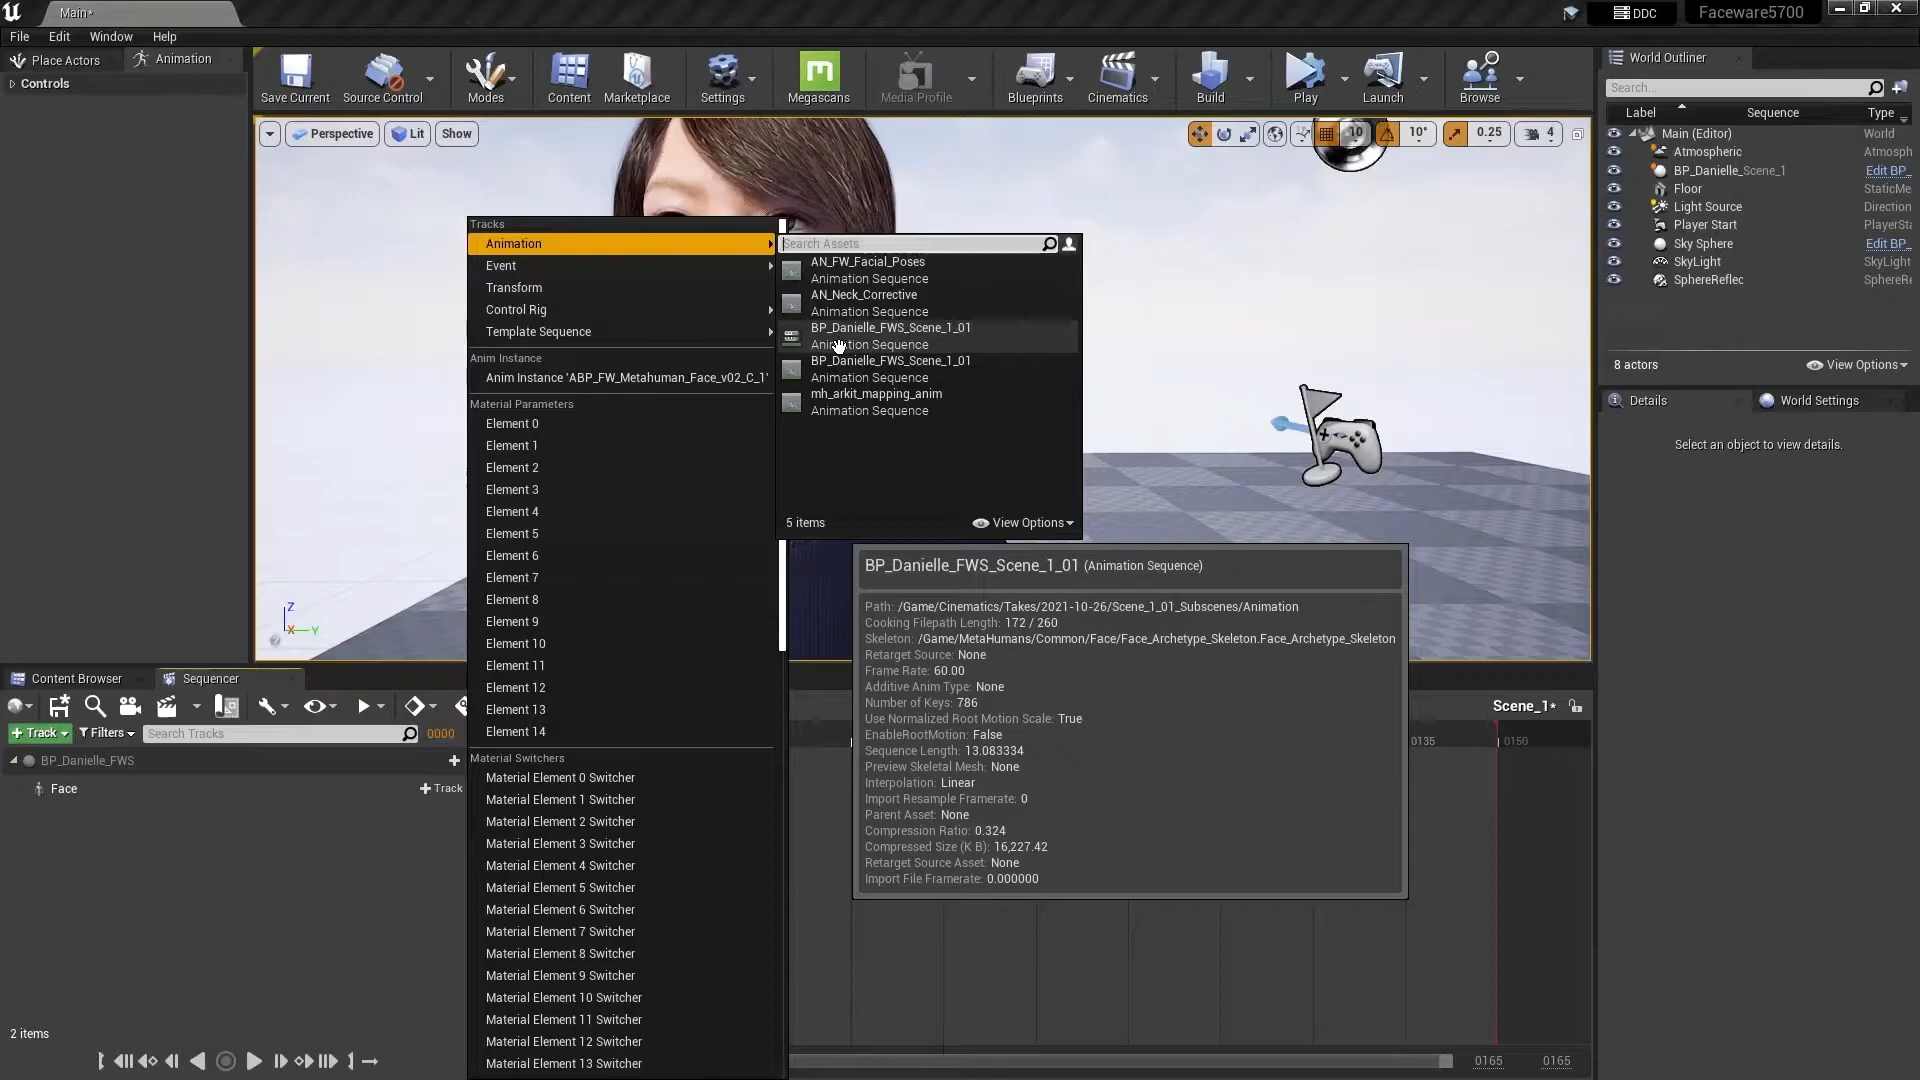 Main*
DDC
Faceware5700
File Edit Window Help
Place Actors Animation
Controls
Save Current Source Control Modes Content Marketplace Settings Megascans Media Profile Blueprints Cinematics Build Play Launch Browse
Perspective Lit Show
10 10° 0.25 4
World Outliner
Search...
Label Sequence Type
Main (Editor) World
Atmospheric Atmosph
BP_Danielle_Scene_1 Edit BP_
Floor StaticMe
Light Source Direction
Player Start PlayerSta
Sky Sphere Edit BP_
SkyLight SkyLight
SphereReflec SphereRe
8 actors View Options
Details World Settings
Select an object to view details.
Tracks
Animation
Event
Transform
Control Rig
Template Sequence
Anim Instance
Anim Instance 'ABP_FW_Metahuman_Face_v02_C_1'
Material Parameters
Element 0
Element 1
Element 2
Element 3
Element 4
Element 5
Element 6
Element 7
Element 8
Element 9
Element 10
Element 11
Element 12
Element 13
Element 14
Material Switchers
Material Element 0 Switcher
Material Element 1 Switcher
Material Element 2 Switcher
Material Element 3 Switcher
Material Element 4 Switcher
Material Element 5 Switcher
Material Element 6 Switcher
Material Element 7 Switcher
Material Element 8 Switcher
Material Element 9 Switcher
Material Element 10 Switcher
Material Element 11 Switcher
Material Element 12 Switcher
Material Element 13 Switcher
Search Assets
AN_FW_Facial_Poses
Animation Sequence
AN_Neck_Corrective
Animation Sequence
BP_Danielle_FWS_Scene_1_01
Animation Sequence
BP_Danielle_FWS_Scene_1_01
Animation Sequence
mh_arkit_mapping_anim
Animation Sequence
5 items View Options
BP_Danielle_FWS_Scene_1_01 (Animation Sequence)
Path: /Game/Cinematics/Takes/2021-10-26/Scene_1_01_Subscenes/Animation
Cooking Filepath Length: 172 / 260
Skeleton: /Game/MetaHumans/Common/Face/Face_Archetype_Skeleton.Face_Archetype_Skeleton
Retarget Source: None
Frame Rate: 60.00
Additive Anim Type: None
Number of Keys: 786
Use Normalized Root Motion Scale: True
EnableRootMotion: False
Sequence Length: 13.083334
Preview Skeletal Mesh: None
Interpolation: Linear
Import Resample Framerate: 0
Parent Asset: None
Compression Ratio: 0.324
Compressed Size (K B): 16,227.42
Retarget Source Asset: None
Import File Framerate: 0.000000
Z
X Y
Content Browser Sequencer
Scene_1*
+ Track Filters Search Tracks 0000
0135 0150
BP_Danielle_FWS
Face + Track
2 items
0165 0165